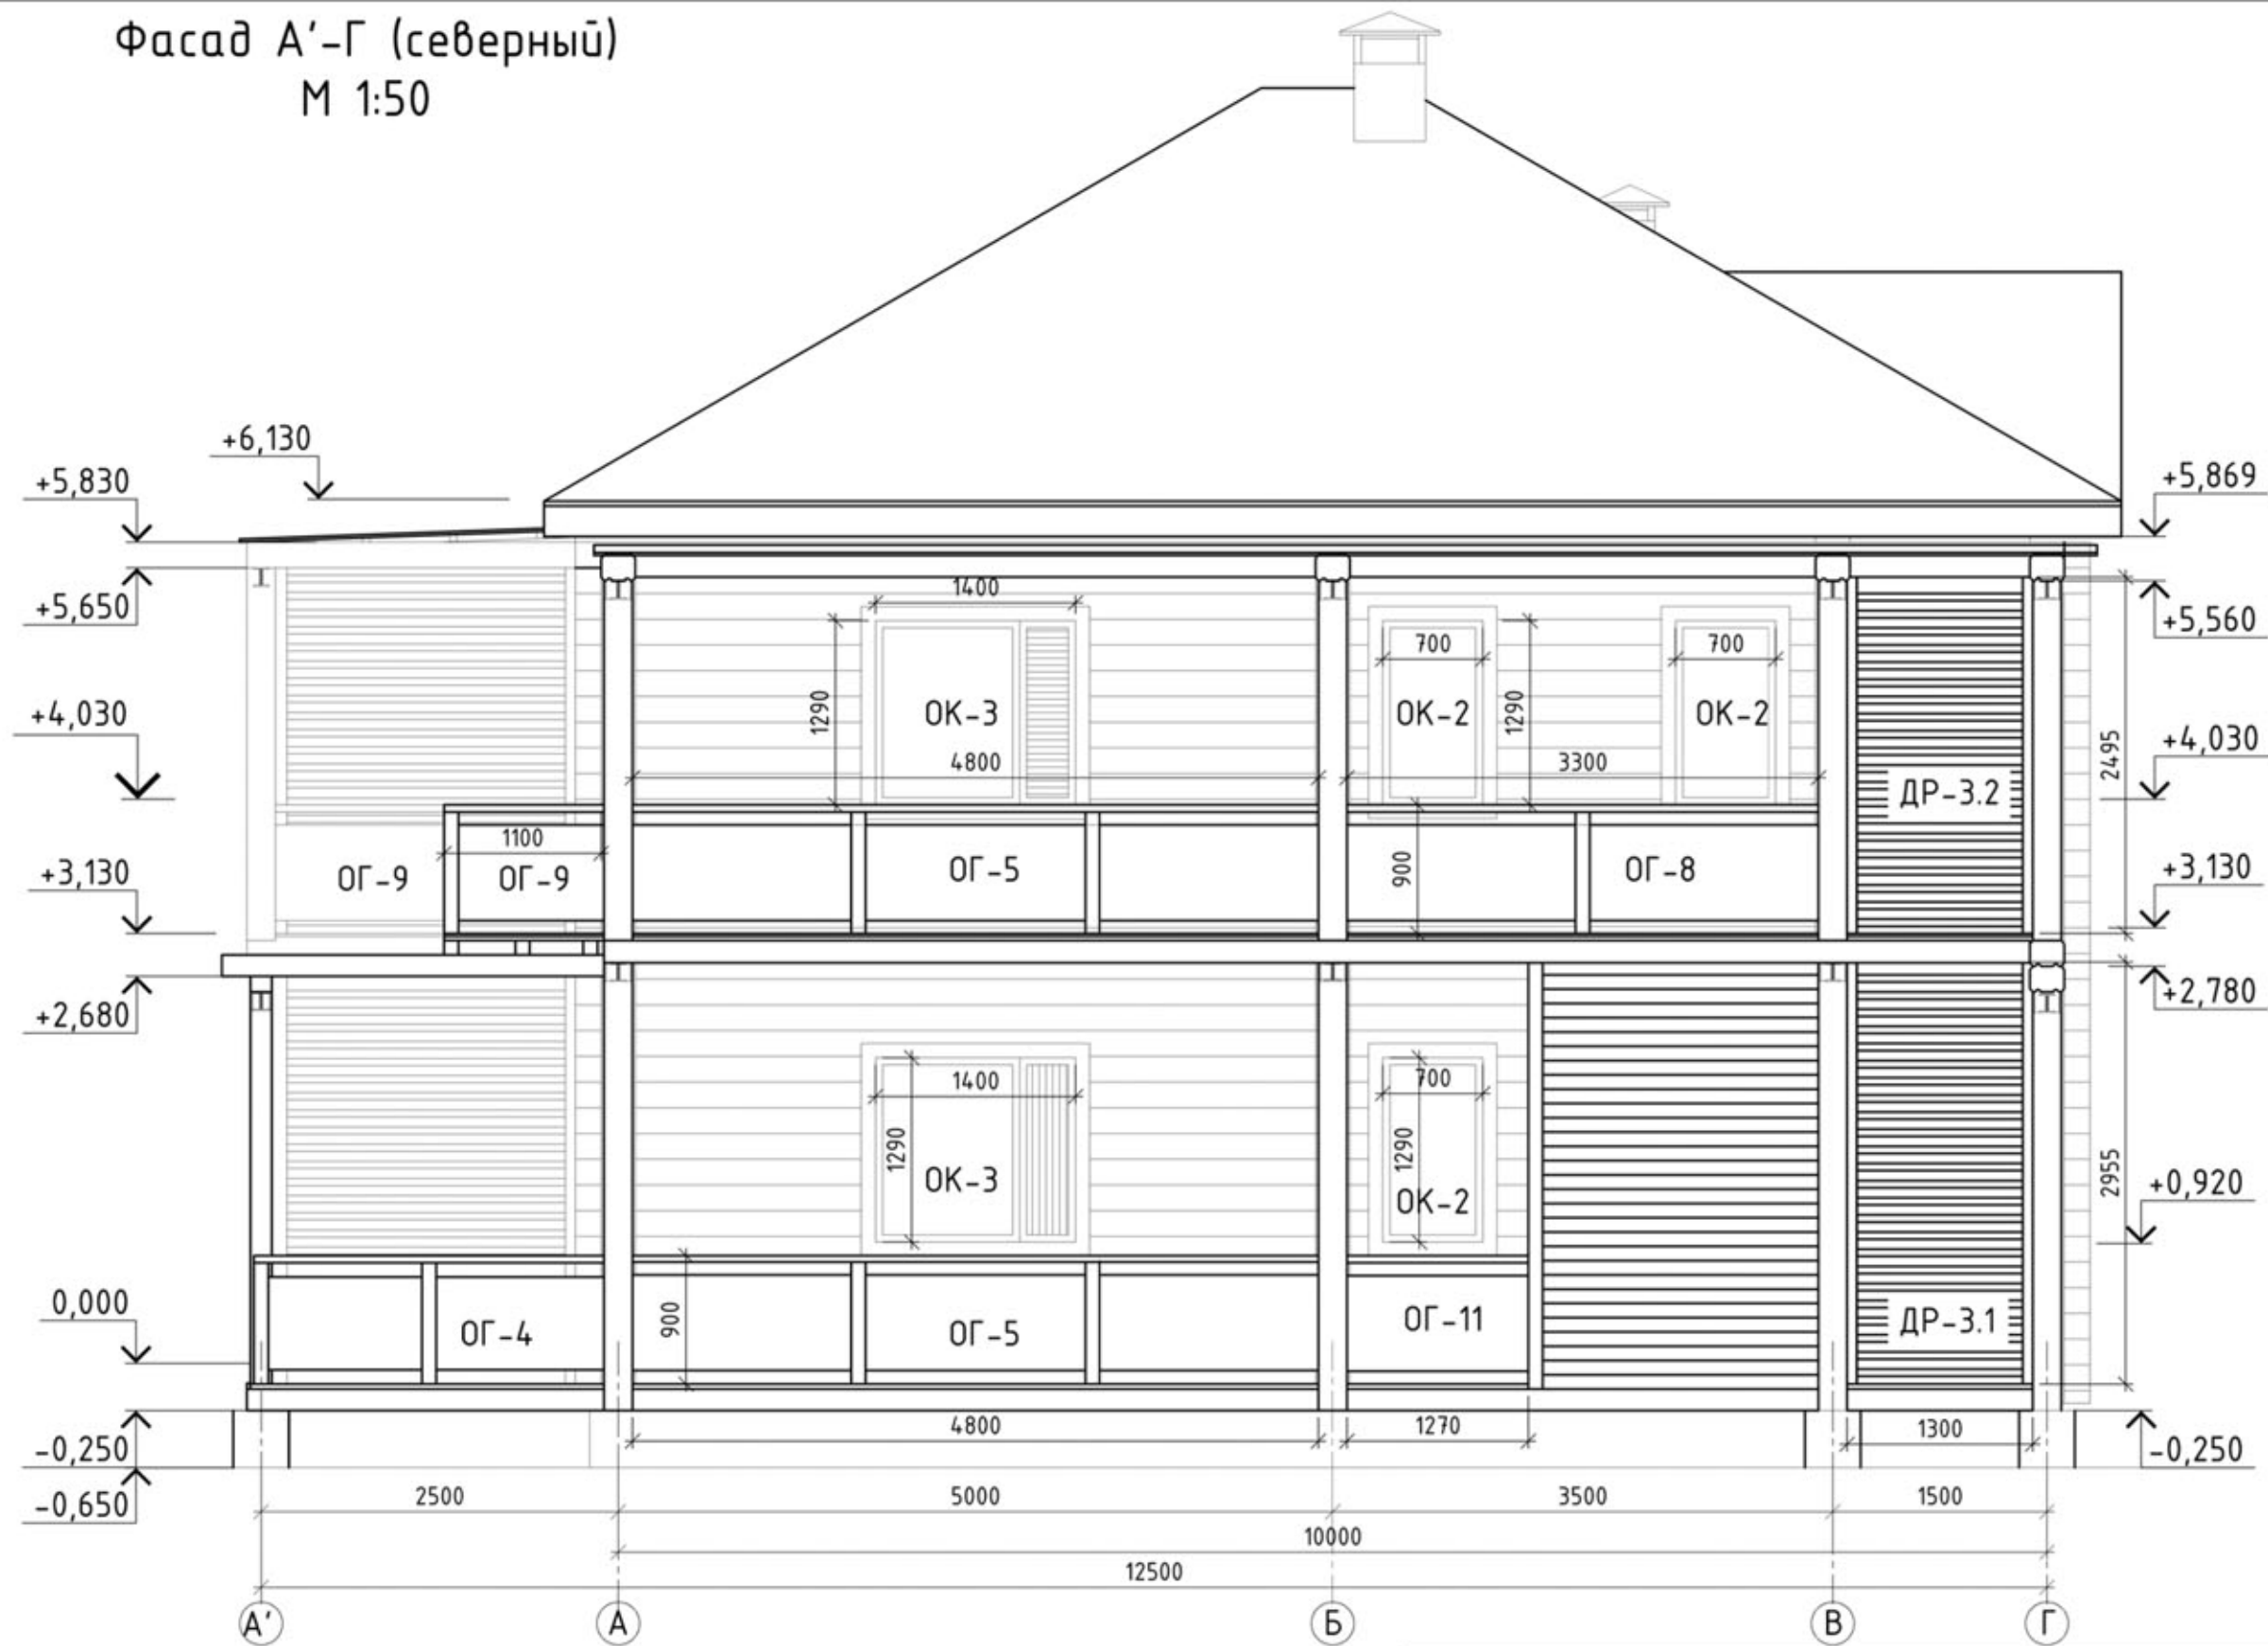 Фасад А'-Г (северный)
М 1:50
+6,130
+5,830
+5,869
+5,650
1400
+5,560
700
700
1290
1290
+4,030
ОК-3
ОК-2
ОК-2
+4,030
4800
3300
2495
ДР-3.2
1100
+3,130
ОГ-9
ОГ-9
ОГ-5
900
ОГ-8
+3,130
+2,680
+2,780
1400
700
1290
1290
2955
ОК-3
ОК-2
+0,920
0,000
ОГ-4
900
ОГ-5
ОГ-11
ДР-3.1
-0,250
4800
1270
1300
-0,250
-0,650
2500
5000
3500
1500
10000
12500
А'
А
Б
В
Г